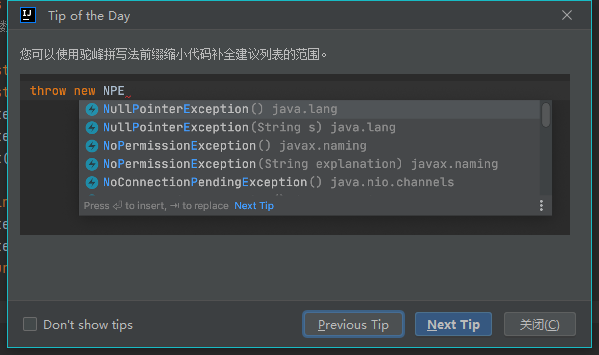 IJ
Tip of the Day
您可以使用驼峰拼写法前缀缩小代码补全建议列表的范围。
throw new NPE
NullPointerException() java.lang
NullPointerException(String s) java.lang
NoPermissionException() javax.naming
NoPermissionException(String explanation) javax.naming
NoConnectionPendingException() java.nio.channels
Press ⏎ to insert, ⇥ to replace Next Tip
Don't show tips
Previous Tip
Next Tip
关闭(C)